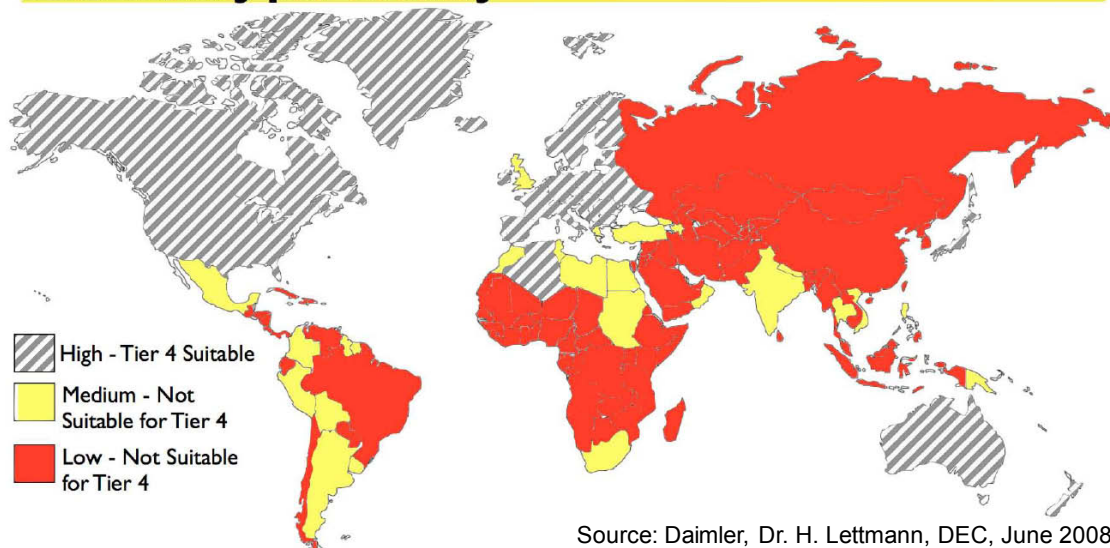 High - Tier 4 Suitable
Medium - Not
Suitable for Tier 4
Low - Not Suitable
for Tier 4
Source: Daimler, Dr. H. Lettmann, DEC, June 2008